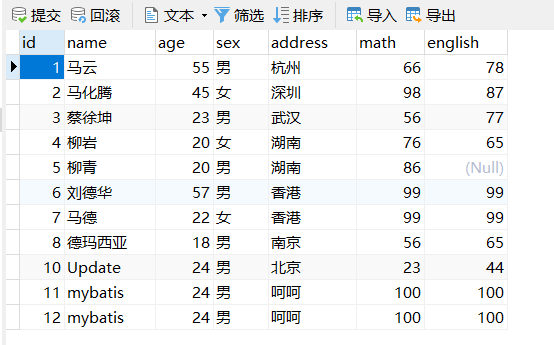 提交 回滚 文本 筛选 排序 导入 导出
id name age sex address math english
1 马云 55 男 杭州 66 78
2 马化腾 45 女 深圳 98 87
3 蔡徐坤 23 男 武汉 56 77
4 柳岩 20 女 湖南 76 65
5 柳青 20 男 湖南 86 (Null)
6 刘德华 57 男 香港 99 99
7 马德 22 女 香港 99 99
8 德玛西亚 18 男 南京 56 65
10 Update 24 男 北京 23 44
11 mybatis 24 男 呵呵 100 100
12 mybatis 24 男 呵呵 100 100